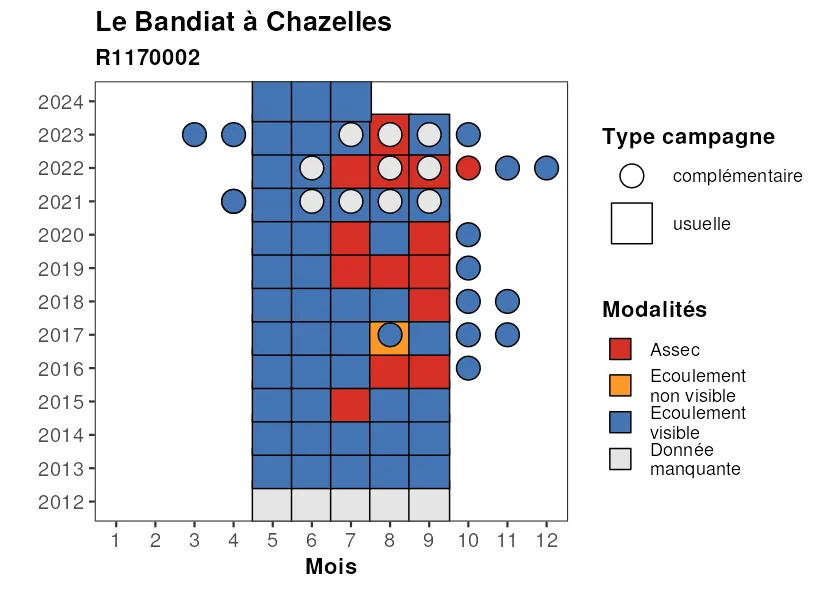 Le Bandiat à Chazelles
R1170002
2024
2023
2022
2021
2020
2019
2018
2017
2016
2015
2014
2013
2012
1 2 3 4 5 6 7 8 9 10 11 12
Mois
Type campagne
complémentaire
usuelle
Modalités
Assec
Ecoulement
non visible
Ecoulement
visible
Donnée
manquante